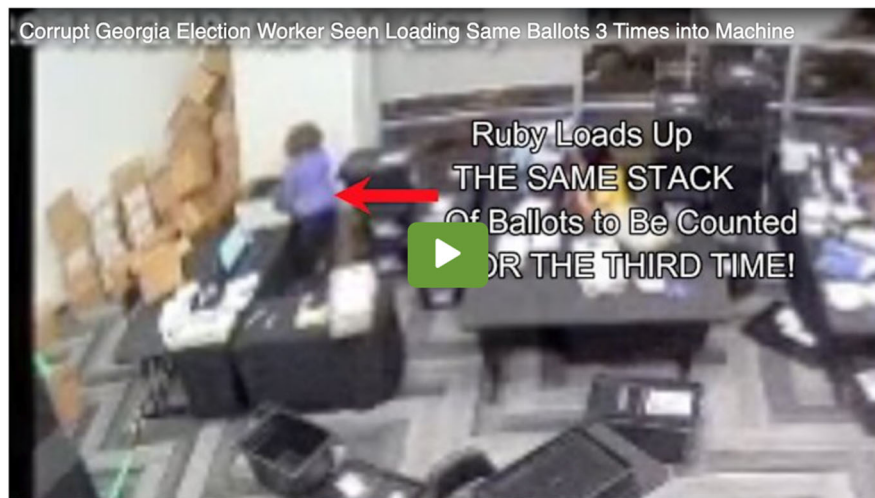 Corrupt Georgia Election Worker Seen Loading Same Ballots 3 Times into Machine
Ruby Loads Up
THE SAME STACK
Of Ballots to Be Counted
THE THIRD TIME!